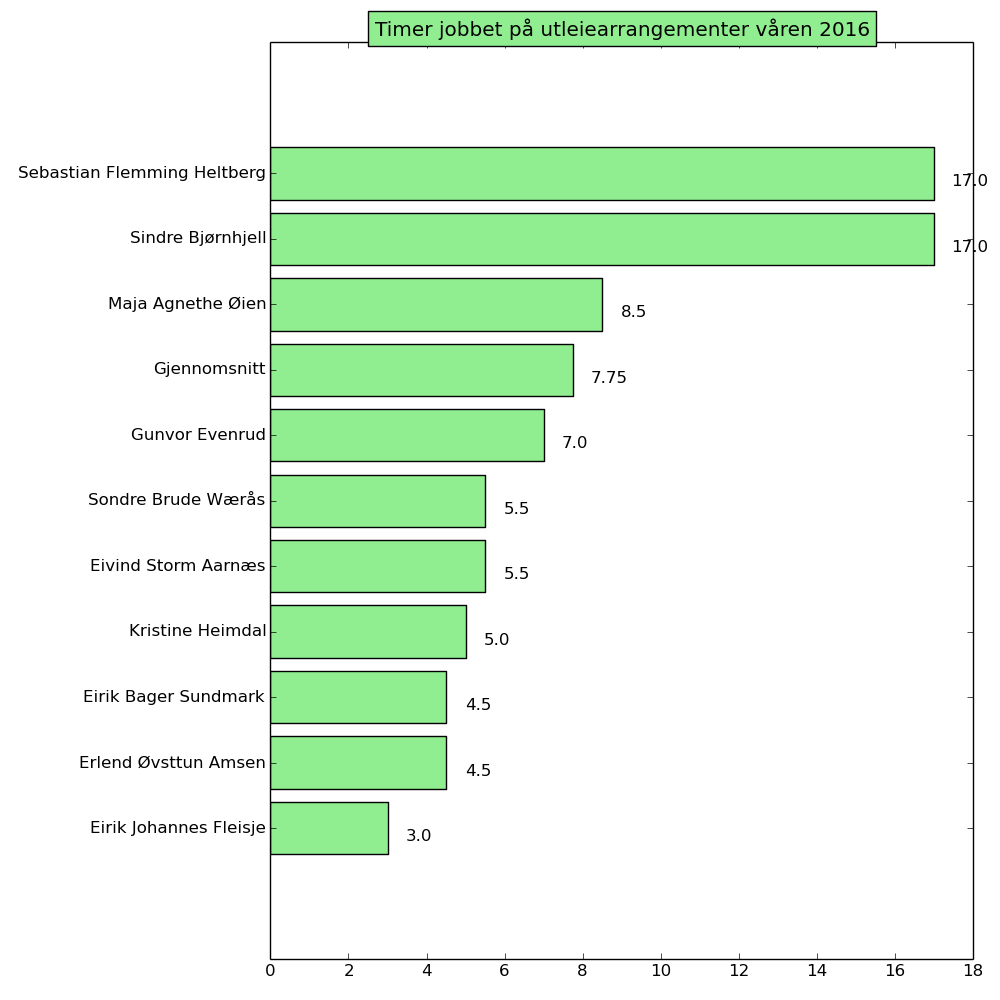 Timer jobbet på utleiearrangementer våren 2016
Sebastian Flemming Heltberg 17.0
Sindre Bjørnhjell 17.0
Maja Agnethe Øien 8.5
Gjennomsnitt 7.75
Gunvor Evenrud 7.0
Sondre Brude Wærås 5.5
Eivind Storm Aarnæs 5.5
Kristine Heimdal 5.0
Eirik Bager Sundmark 4.5
Erlend Øvsttun Amsen 4.5
Eirik Johannes Fleisje 3.0
0 2 4 6 8 10 12 14 16 18